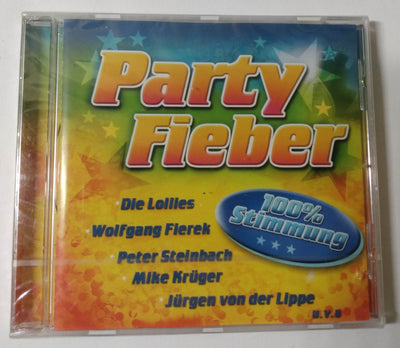 Party
Fieber
100%
Stimmung
Die Lollies
Wolfgang Fierek
Peter Steinbach
Mike Krüger
Jürgen von der Lippe
u.v.a